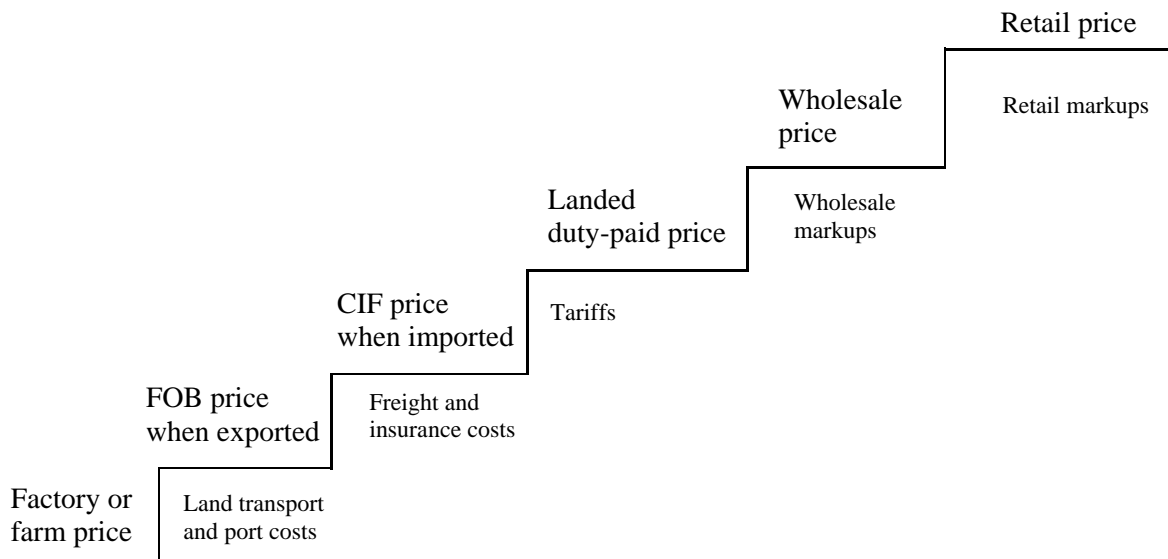 Retail price
Retail markups
Wholesale
price
Wholesale
markups
Landed
duty-paid price
Tariffs
CIF price
when imported
Freight and
insurance costs
FOB price
when exported
Land transport
and port costs
Factory or
farm price